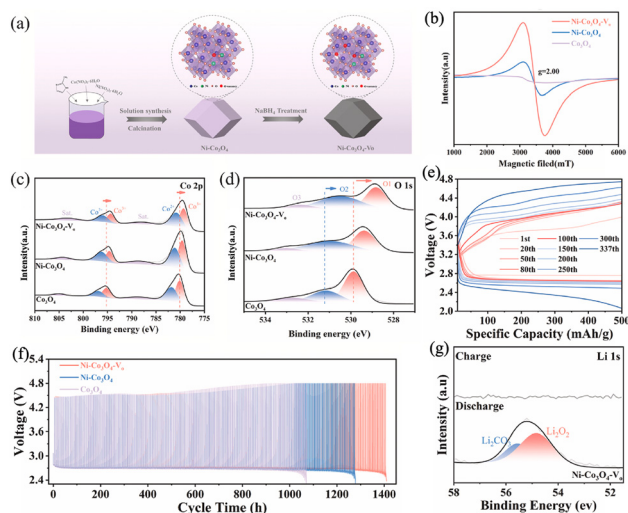 (a)
Solution synthesis
Calcination
NaBH₄ Treatment
Ni-Co₃O₄
Ni-Co₃O₄-Vo
(b)
Intensity(a.u)
Ni-Co₃O₄-Vₒ
Ni-Co₃O₄
Co₃O₄
g=2.00
1000 2000 3000 4000 5000 6000
Magnetic filed(mT)
(c)
Intensity(a.u.)
Co 2p
Sat.
Co²⁺
Co³⁺
Ni-Co₃O₄-Vₒ
Ni-Co₃O₄
Co₃O₄
810 805 800 795 790 785 780 775
Binding energy (eV)
(d)
Intensity(a.u.)
O 1s
O3
O2
O1
Ni-Co₃O₄-Vₒ
Ni-Co₃O₄
Co₃O₄
534 532 530 528
Binding energy (eV)
(e)
Voltage(V)
4.8
4.4
4.0
3.6
3.2
2.8
2.4
2.0
1st 100th 300th
20th 150th 337th
50th 200th
80th 250th
100 200 300 400 500
Specific Capacity (mAh/g)
(f)
Voltage (V)
5.4
4.8
4.2
3.6
3.0
2.4
Ni-Co₃O₄-Vₒ
Ni-Co₃O₄
Co₃O₄
0 200 400 600 800 1000 1200 1400
Cycle Time (h)
(g)
Intensity (a.u)
Charge
Li 1s
Discharge
Li₂CO₃
Li₂O₂
Ni-Co₃O₄-Vₒ
58 56 54 52
Binding Energy (ev)